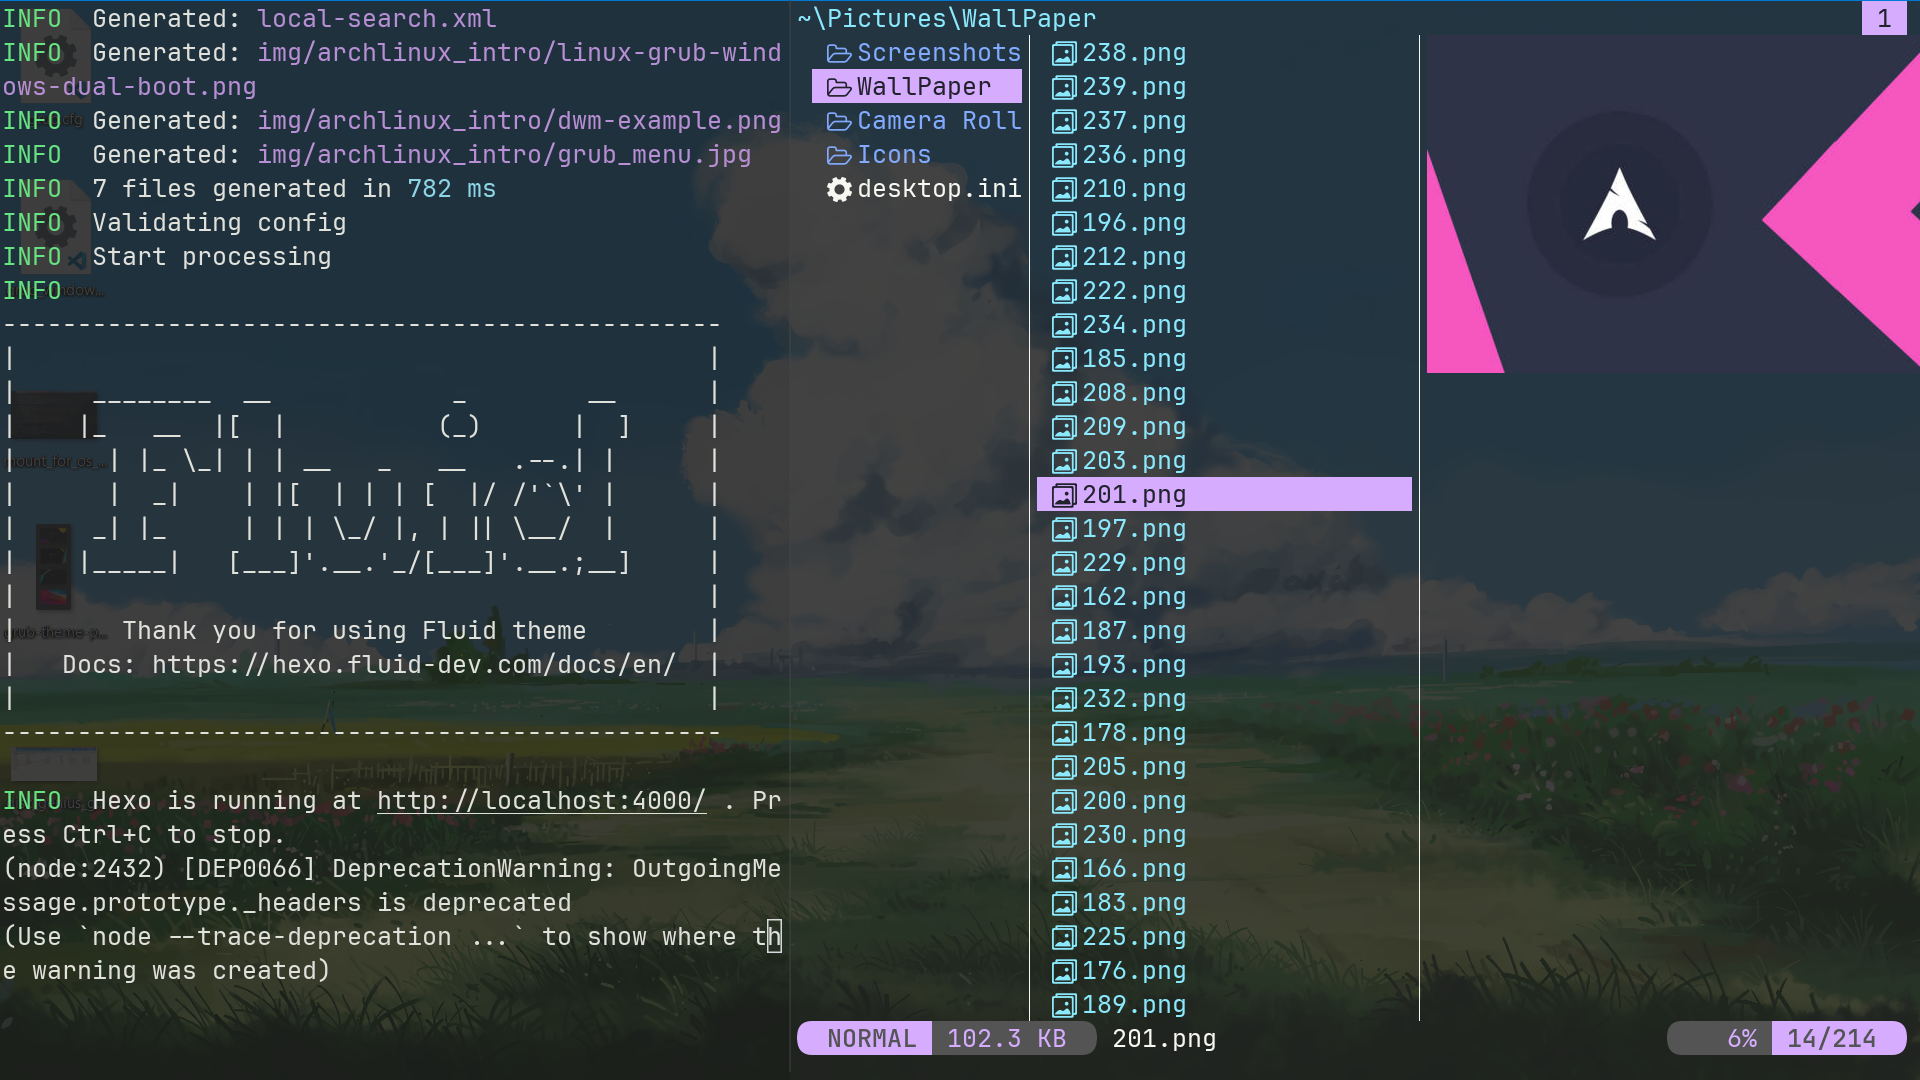 INFO  Generated: local-search.xml
INFO  Generated: img/archlinux_intro/linux-grub-wind
ows-dual-boot.png
INFO  Generated: img/archlinux_intro/dwm-example.png
INFO  Generated: img/archlinux_intro/grub_menu.jpg
INFO  7 files generated in 782 ms
INFO  Validating config
INFO  Start processing
INFO
------------------------------------------------
|                                              |
|     ________  __            _        __      |
|    |_   __  |[  |          (_)      |  ]     |
|      | |_ \_| | | __   _   __   .--.| |      |
|      |  _|    | |[  | | | [  |/ /'`\' |      |
|     _| |_     | | | \_/ |, | || \__/  |      |
|    |_____|   [___]'.__.'_/[___]'.__.;__]     |
|                                              |
|       Thank you for using Fluid theme        |
|   Docs: https://hexo.fluid-dev.com/docs/en/  |
|                                              |
------------------------------------------------
INFO  Hexo is running at http://localhost:4000/ . Pr
ess Ctrl+C to stop.
(node:2432) [DEP0066] DeprecationWarning: OutgoingMe
ssage.prototype._headers is deprecated
(Use `node --trace-deprecation ...` to show where th
e warning was created)
~\Pictures\WallPaper
1
Screenshots
WallPaper
Camera Roll
Icons
desktop.ini
238.png
239.png
237.png
236.png
210.png
196.png
212.png
222.png
234.png
185.png
208.png
209.png
203.png
201.png
197.png
229.png
162.png
187.png
193.png
232.png
178.png
205.png
200.png
230.png
166.png
183.png
225.png
176.png
189.png
NORMAL 102.3 KB 201.png
6% 14/214